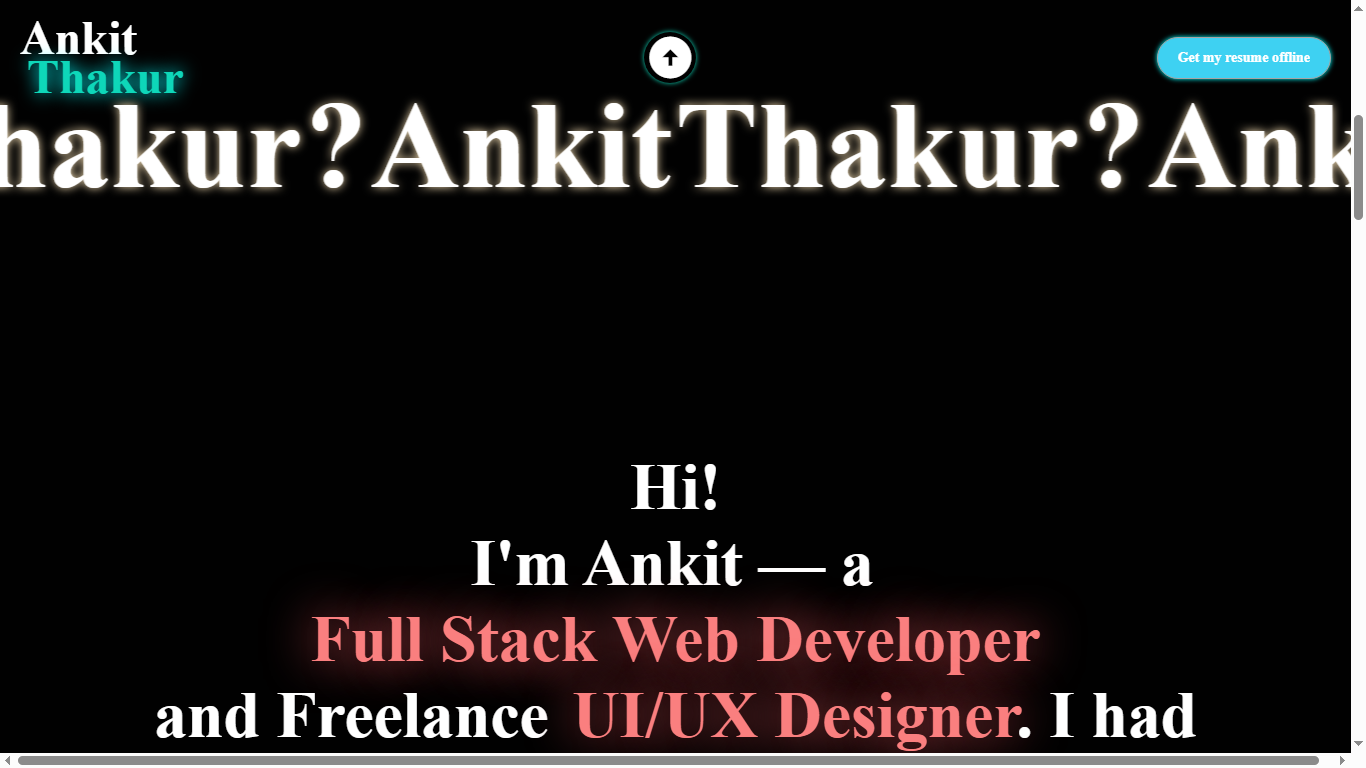 Ankit
Thakur
Get my resume offline
hakur?AnkitThakur?Ank
Hi!
I'm Ankit — a
Full Stack Web Developer
and Freelance UI/UX Designer. I had